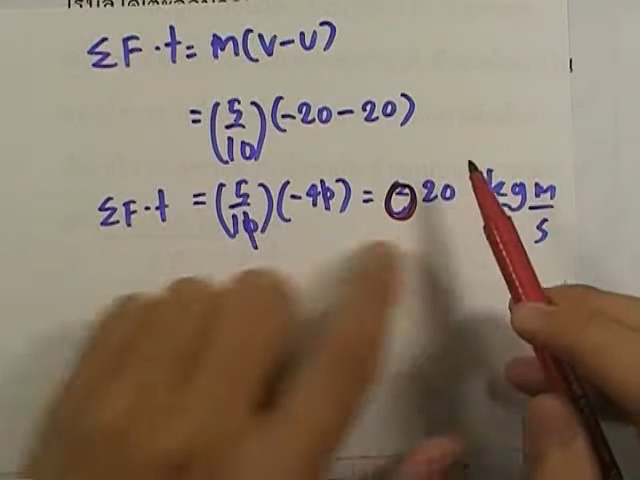 ΣF·t = m(v-u)
= (5/10)(-20-20)
ΣF·t = (5/10)(-40) = -20 kg m/s